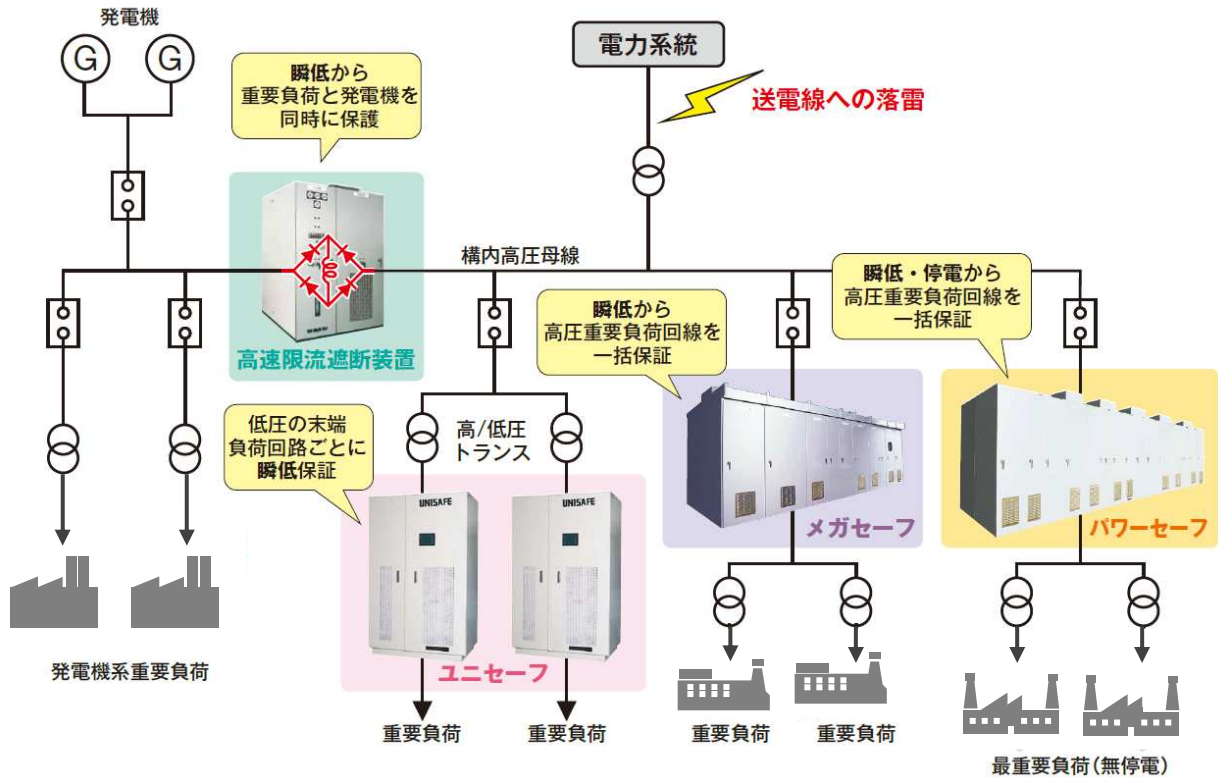 発電機
G
G
電力系統
送電線への落雷
瞬低から
重要負荷と発電機を
同時に保護
高速限流遮断装置
構内高圧母線
瞬低から
高圧重要負荷回線を
一括保証
瞬低・停電から
高圧重要負荷回線を
一括保証
低圧の末端
負荷回路ごとに
瞬低保証
高/低圧
トランス
UNISAFE
UNISAFE
ユニセーフ
メガセーフ
パワーセーフ
発電機系重要負荷
重要負荷
重要負荷
重要負荷
重要負荷
最重要負荷(無停電)